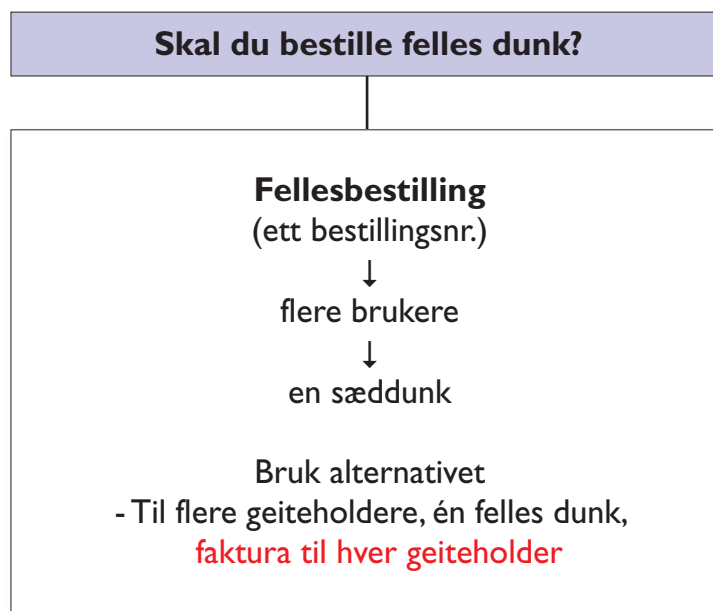 Skal du bestille felles dunk?
Fellesbestilling
(ett bestillingsnr.)
↓
flere brukere
↓
en sæddunk
Bruk alternativet
- Til flere geiteholdere, én felles dunk,
faktura til hver geiteholder